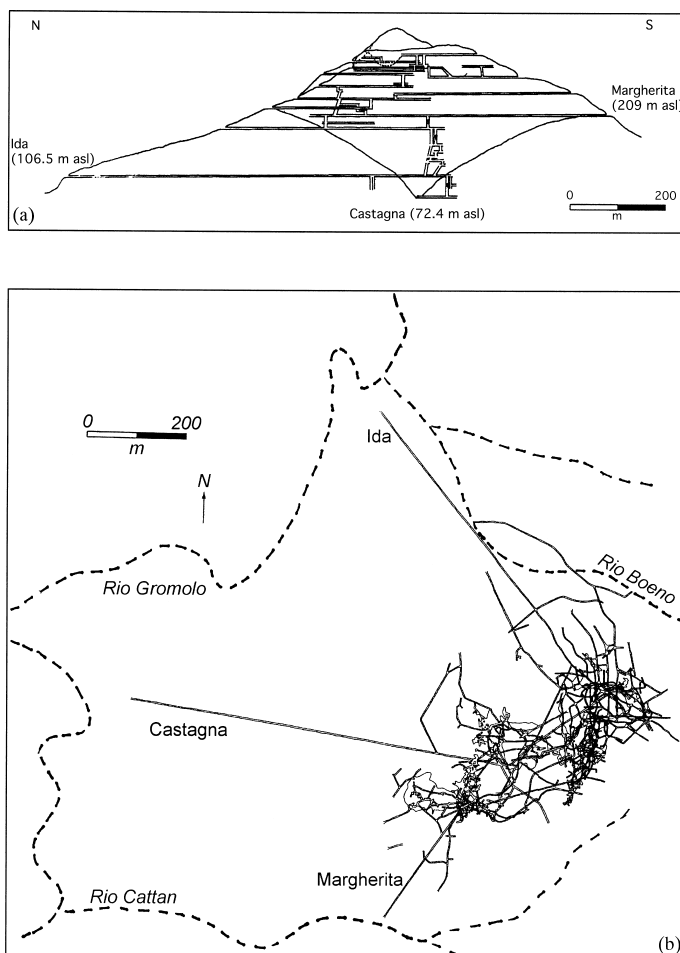 N
S
Margherita
(209 m asl)
Ida
(106.5 m asl)
0
200
m
(a)
Castagna (72.4 m asl)
0
200
m
Ida
N
Rio Gromolo
Rio Boeno
Castagna
Margherita
Rio Cattan
(b)